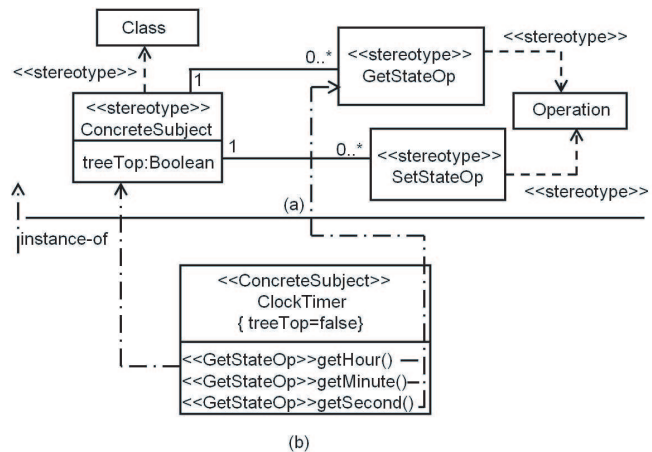 Class
<<stereotype>>
<<stereotype>>
ConcreteSubject
treeTop:Boolean
1
0..*
<<stereotype>>
GetStateOp
<<stereotype>>
Operation
1
0..*
<<stereotype>>
SetStateOp
<<stereotype>>
(a)
instance-of
<<ConcreteSubject>>
ClockTimer
{ treeTop=false}
<<GetStateOp>>getHour()
<<GetStateOp>>getMinute()
<<GetStateOp>>getSecond()
(b)